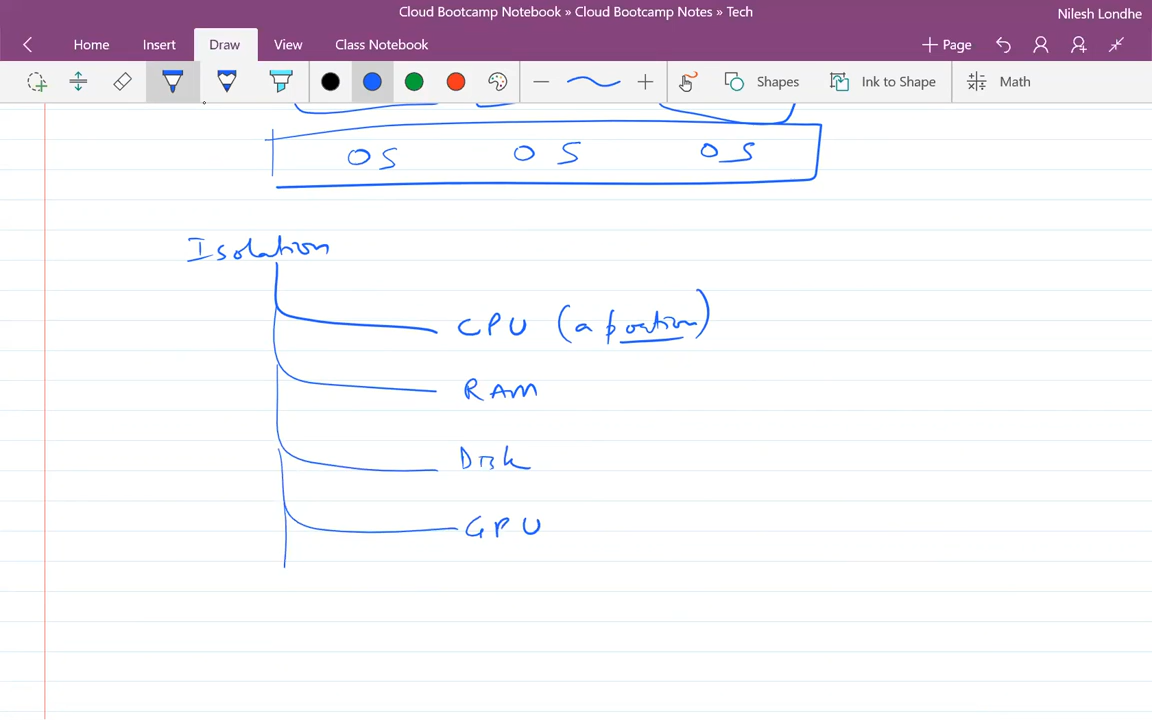 Cloud Bootcamp Notebook » Cloud Bootcamp Notes » Tech
Nilesh Londhe
Home Insert Draw View Class Notebook + Page
Shapes Ink to Shape Math
OS OS OS
Isolation
CPU (a portion)
RAM
Disk
GPU